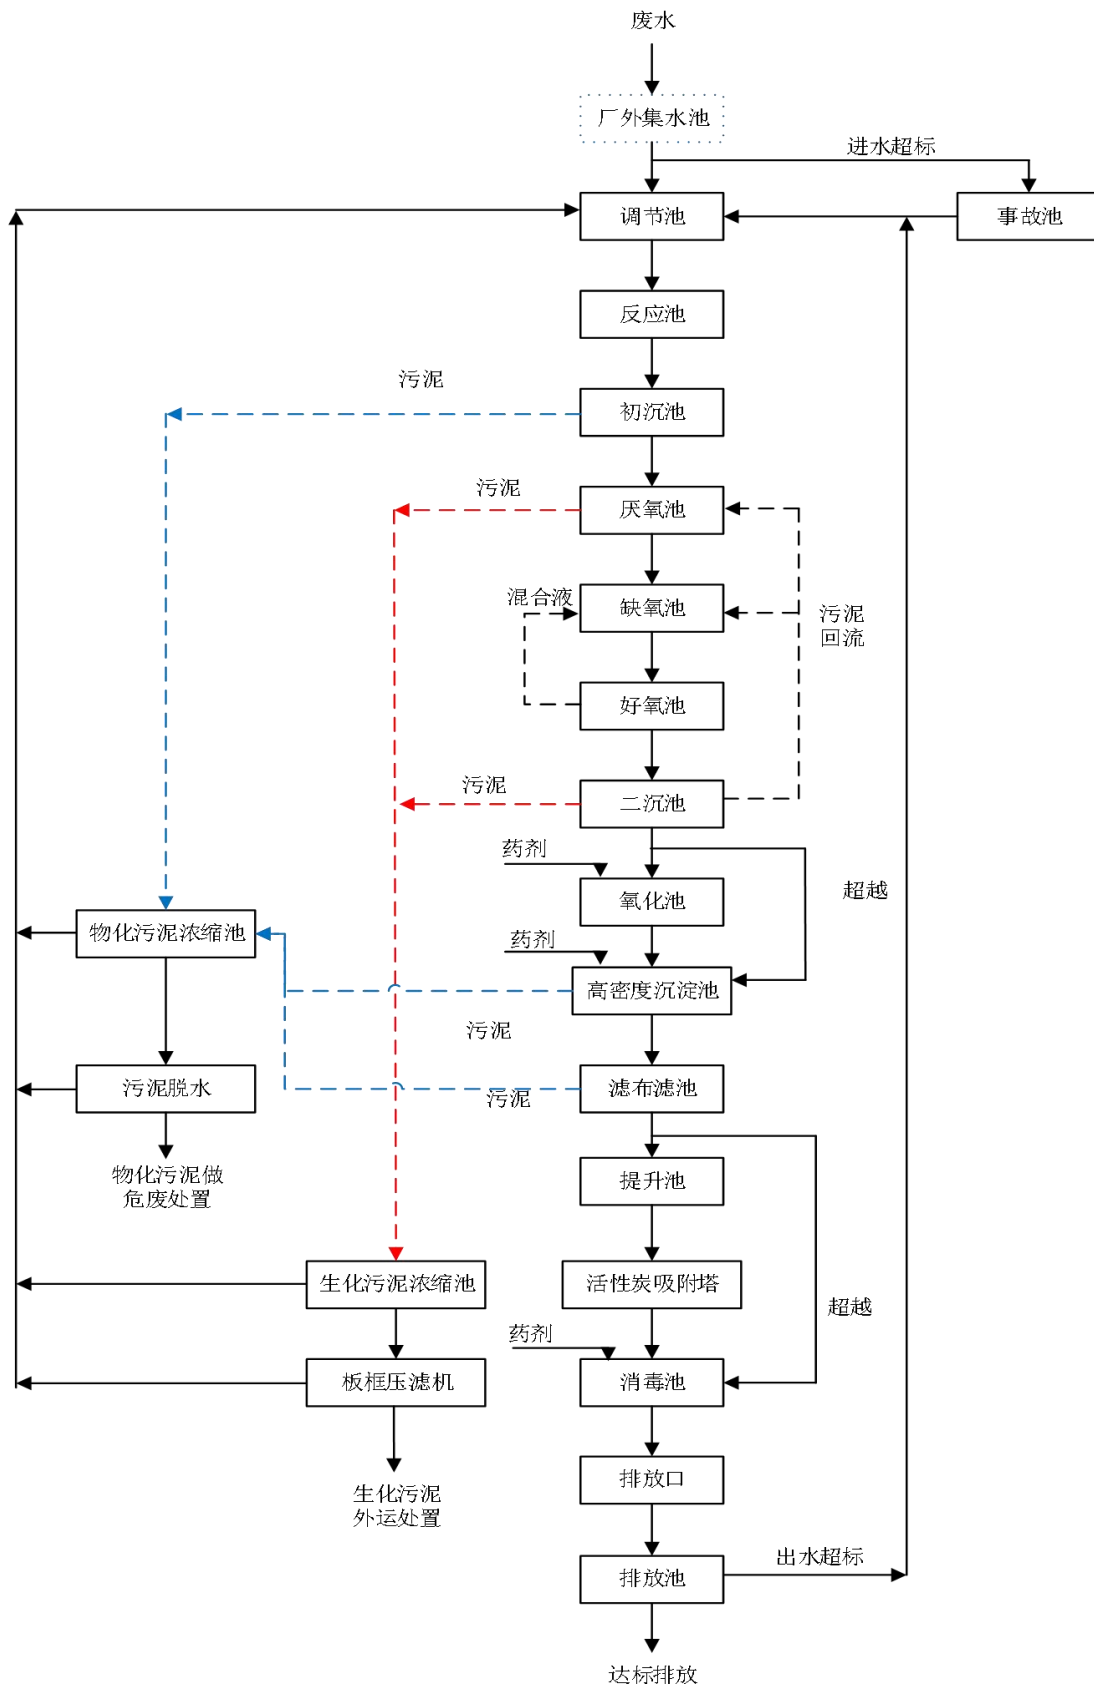 废水
厂外集水池
进水超标
调节池
事故池
反应池
污泥
初沉池
污泥
厌氧池
混合液
缺氧池
污泥
回流
好氧池
污泥
二沉池
药剂
氧化池
超越
物化污泥浓缩池
药剂
高密度沉淀池
污泥
污泥脱水
污泥
滤布滤池
物化污泥做
危废处置
提升池
生化污泥浓缩池
活性炭吸附塔
超越
药剂
板框压滤机
消毒池
生化污泥
外运处置
排放口
出水超标
排放池
达标排放